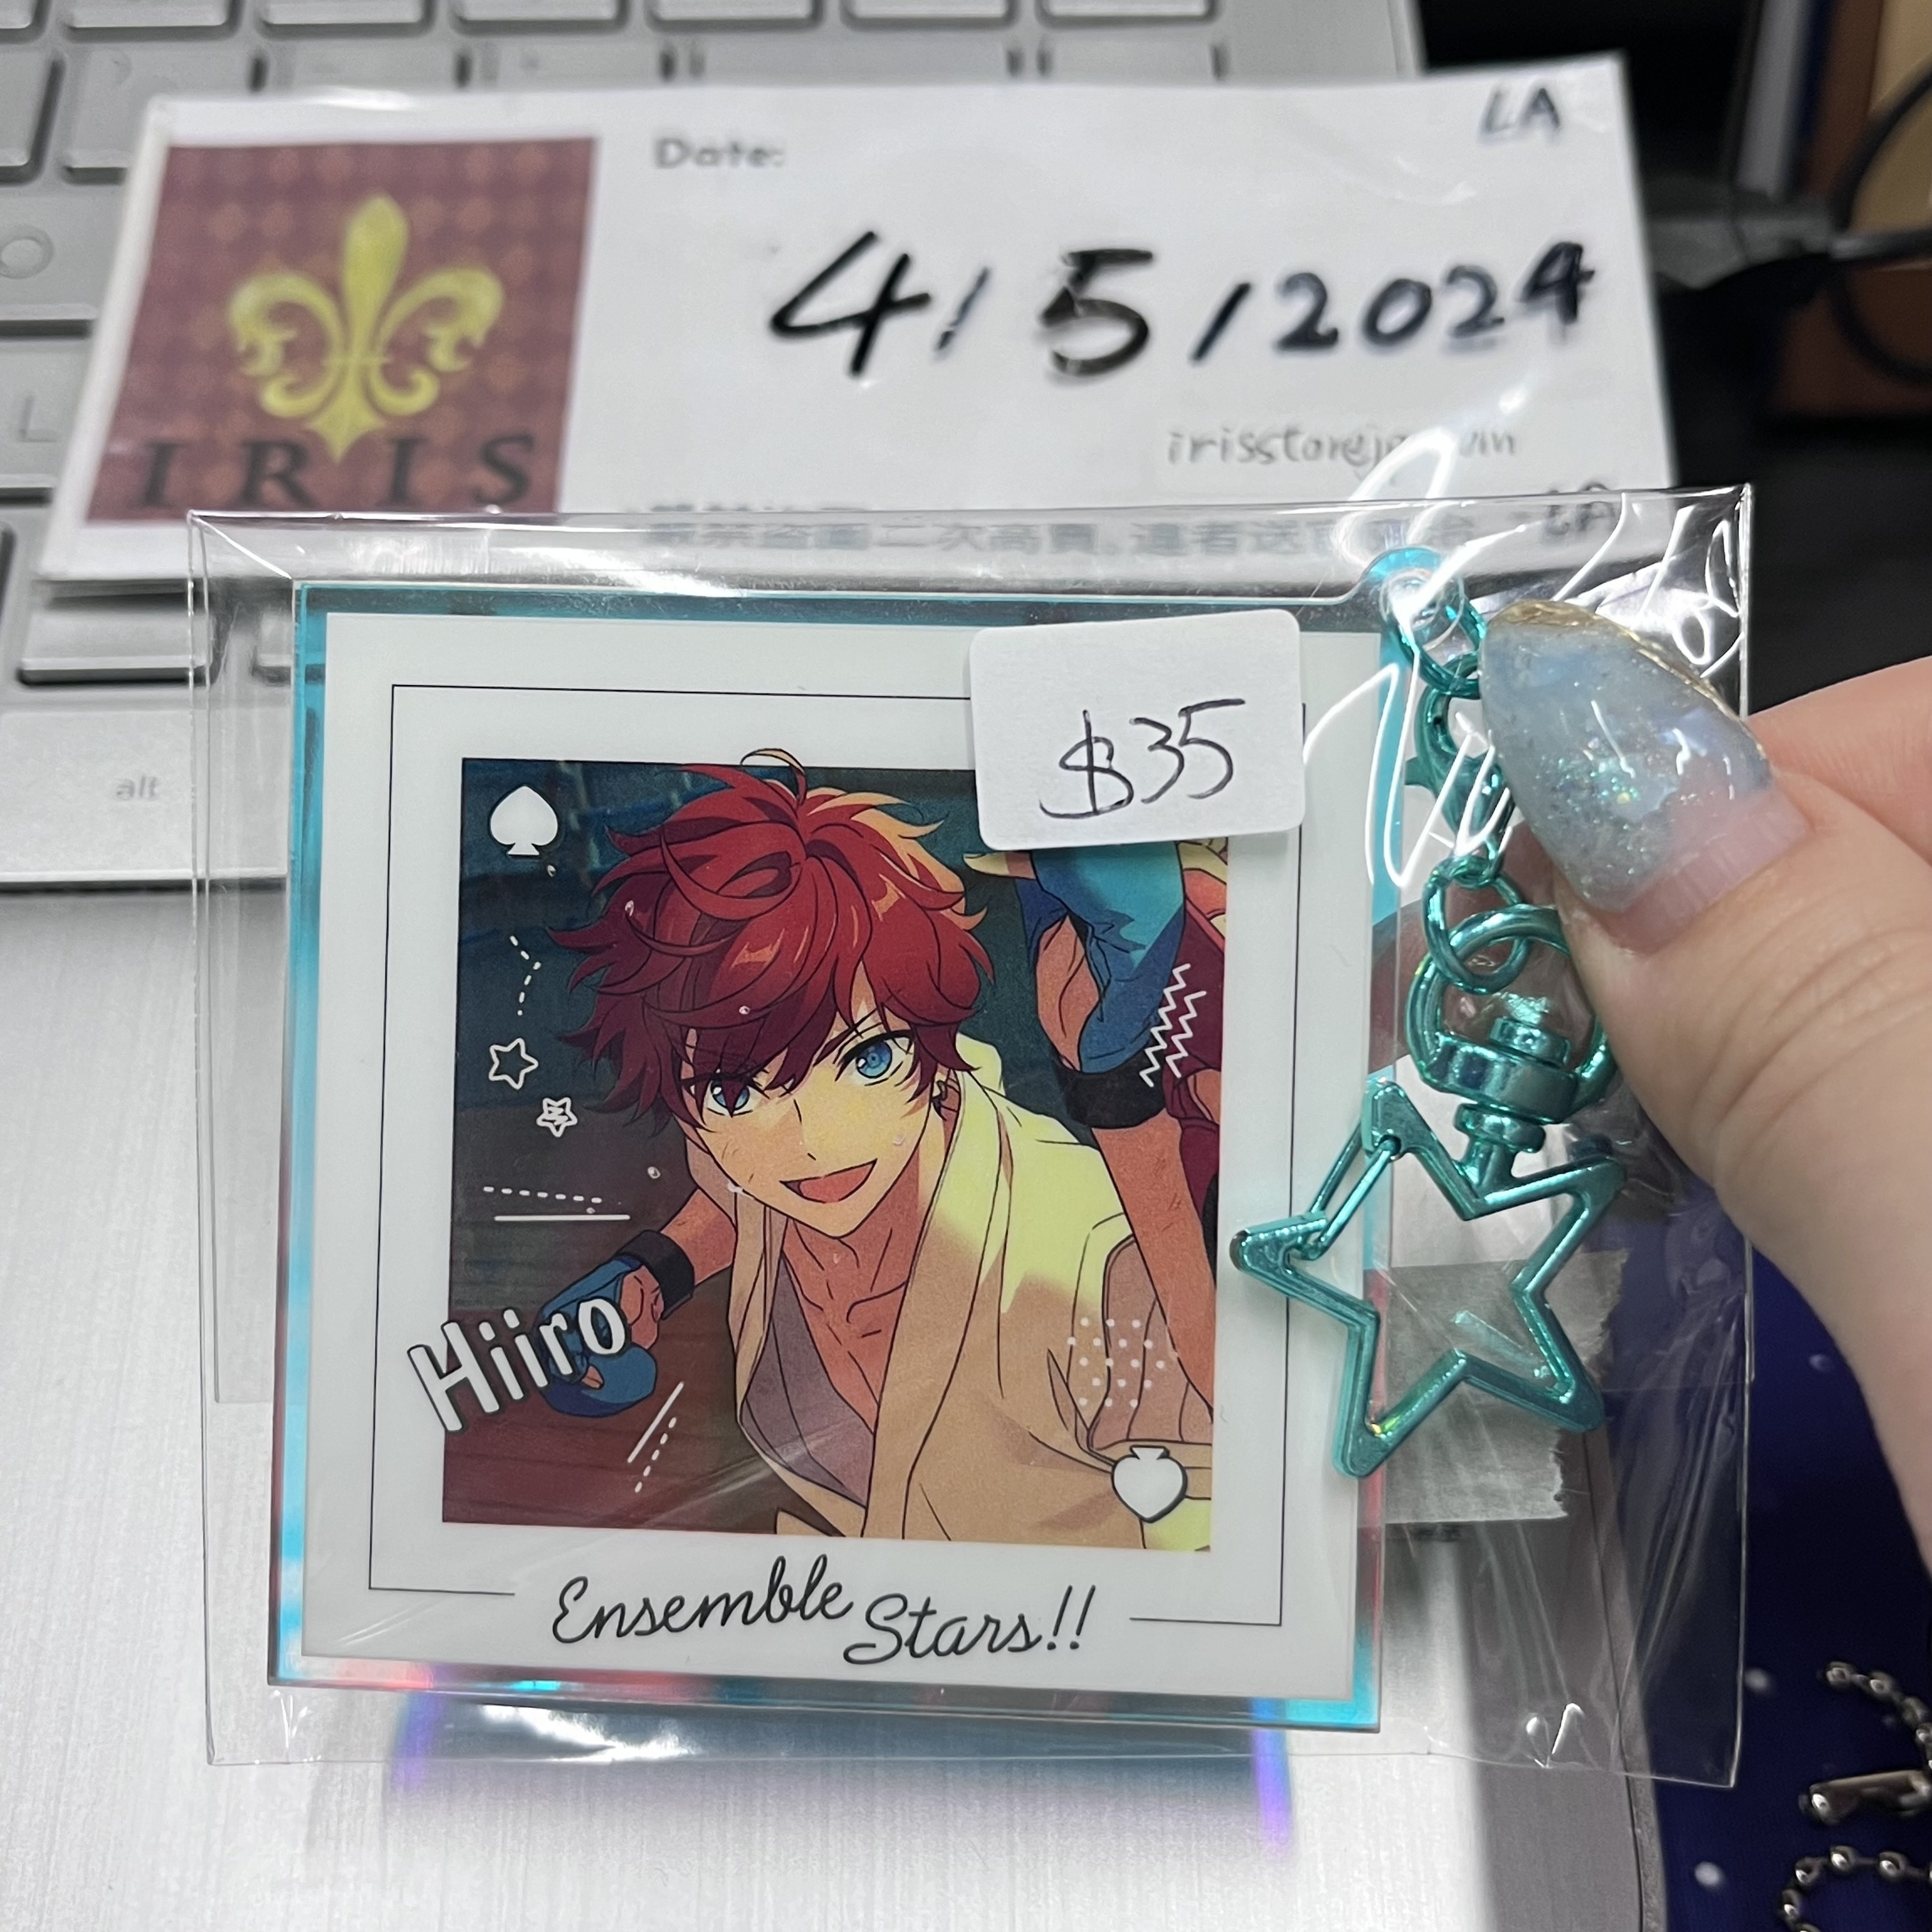 LA
Date:
4/5/2024
IRIS
$35
alt
L
Hiiro
Ensemble Stars!!